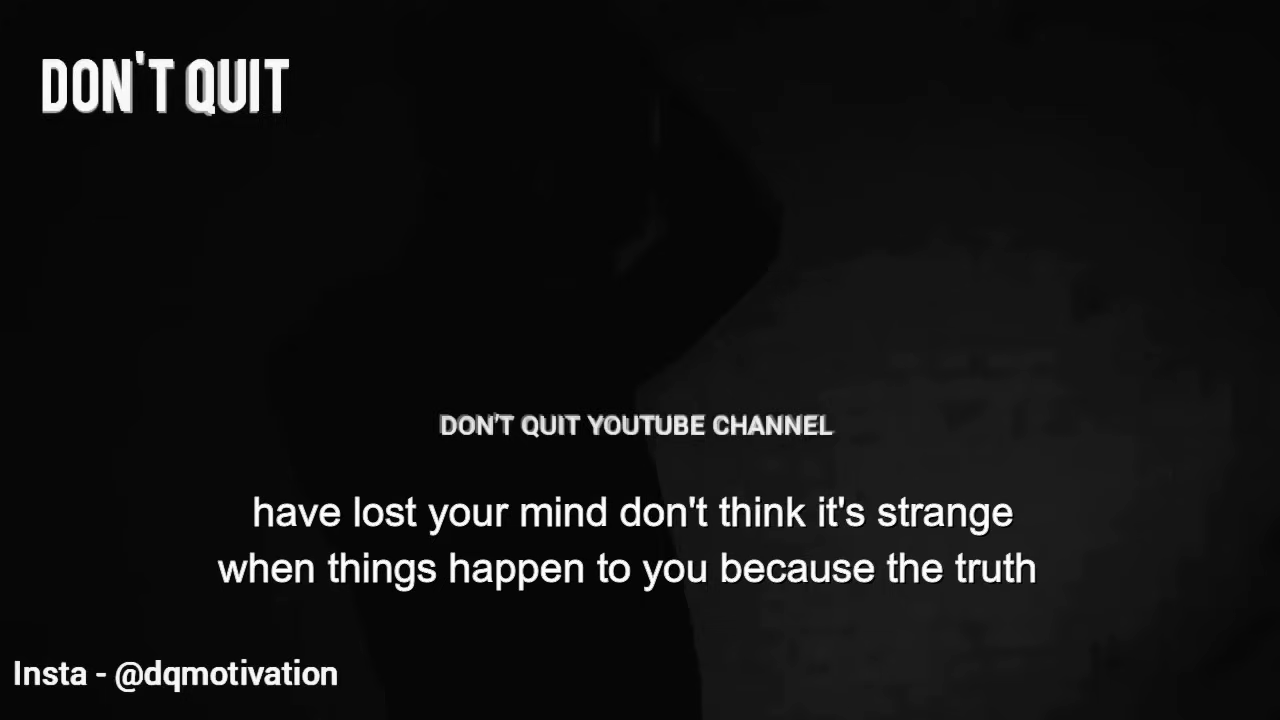 DON'T QUIT
DON'T QUIT YOUTUBE CHANNEL
have lost your mind don't think it's strange
when things happen to you because the truth
Insta - @dqmotivation